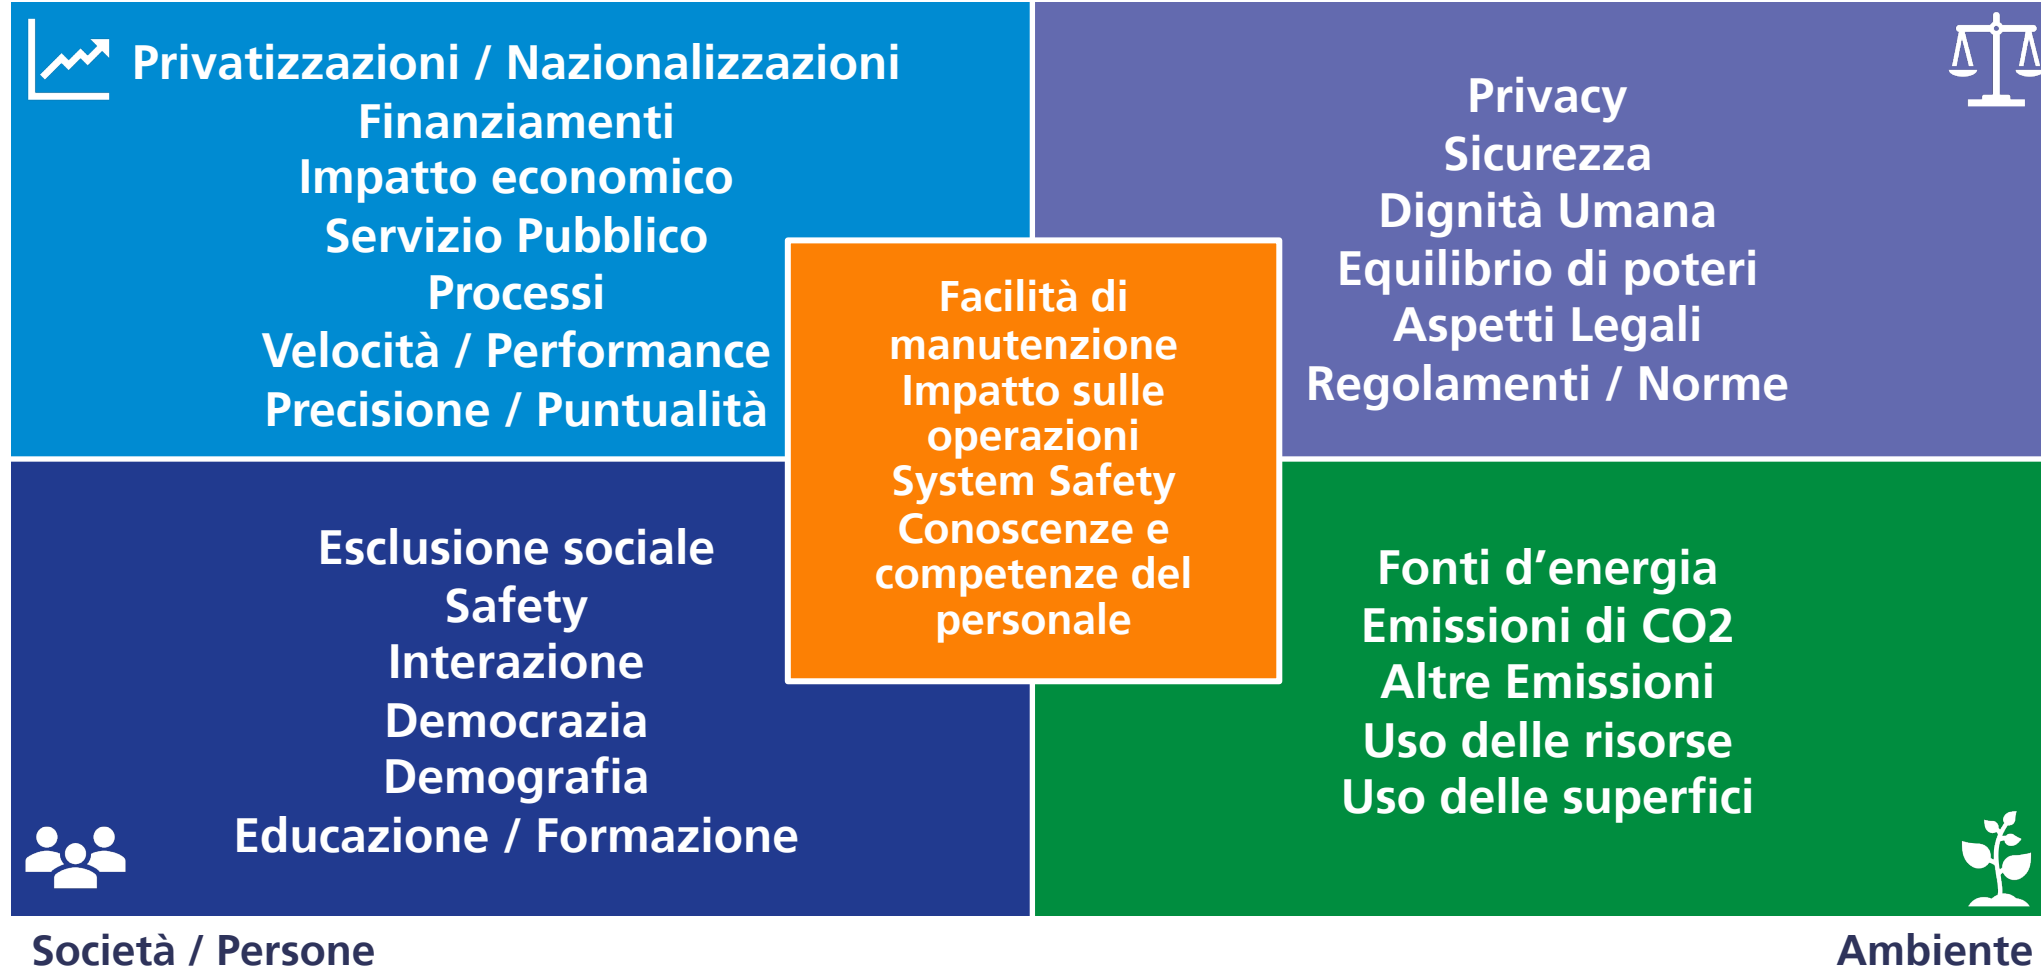 Privatizzazioni / Nazionalizzazioni
Finanziamenti
Impatto economico
Servizio Pubblico
Processi
Velocità / Performance
Precisione / Puntualità
Privacy
Sicurezza
Dignità Umana
Equilibrio di poteri
Aspetti Legali
Regolamenti / Norme
Facilità di
manutenzione
Impatto sulle
operazioni
System Safety
Conoscenze e
competenze del
personale
Esclusione sociale
Safety
Interazione
Democrazia
Demografia
Educazione / Formazione
Fonti d’energia
Emissioni di CO2
Altre Emissioni
Uso delle risorse
Uso delle superfici
Società / Persone
Ambiente